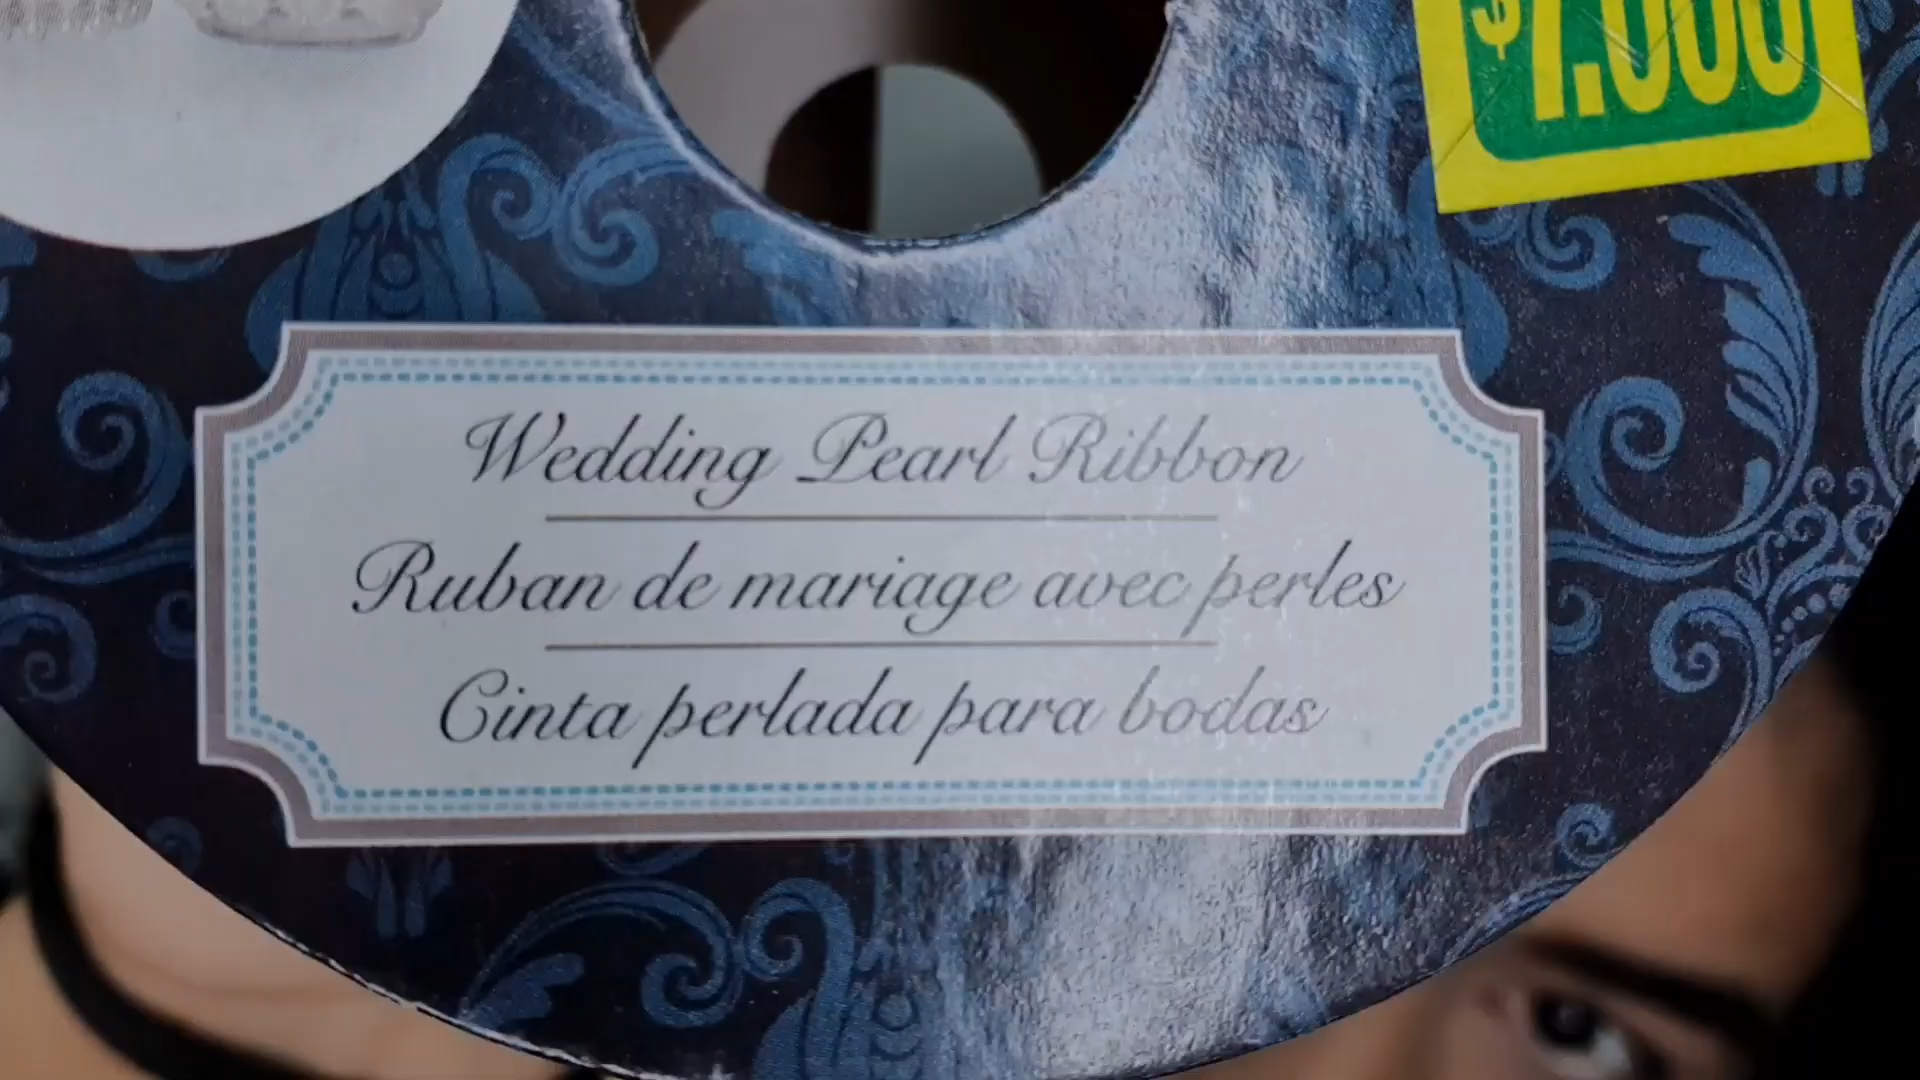 $7.000
Wedding Pearl Ribbon
Ruban de mariage avec perles
Cinta perlada para bodas